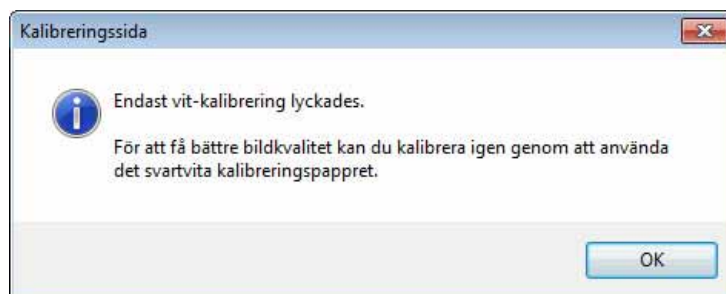 Kalibreringssida
Endast vit-kalibrering lyckades.
För att få bättre bildkvalitet kan du kalibrera igen genom att använda
det svartvita kalibreringspappret.
OK